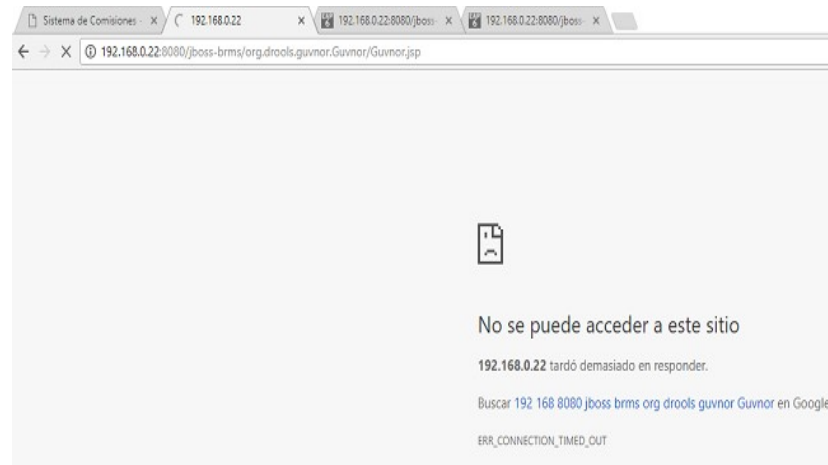 Sistema de Comisiones -
192.168.0.22
192.168.0.22:8080/jboss-
192.168.0.22:8080/jboss-
192.168.0.22:8080/jboss-brms/org.drools.guvnor.Guvnor/Guvnor.jsp
No se puede acceder a este sitio
192.168.0.22 tardó demasiado en responder.
Buscar 192 168 8080 jboss brms org drools guvnor Guvnor en Google
ERR_CONNECTION_TIMED_OUT